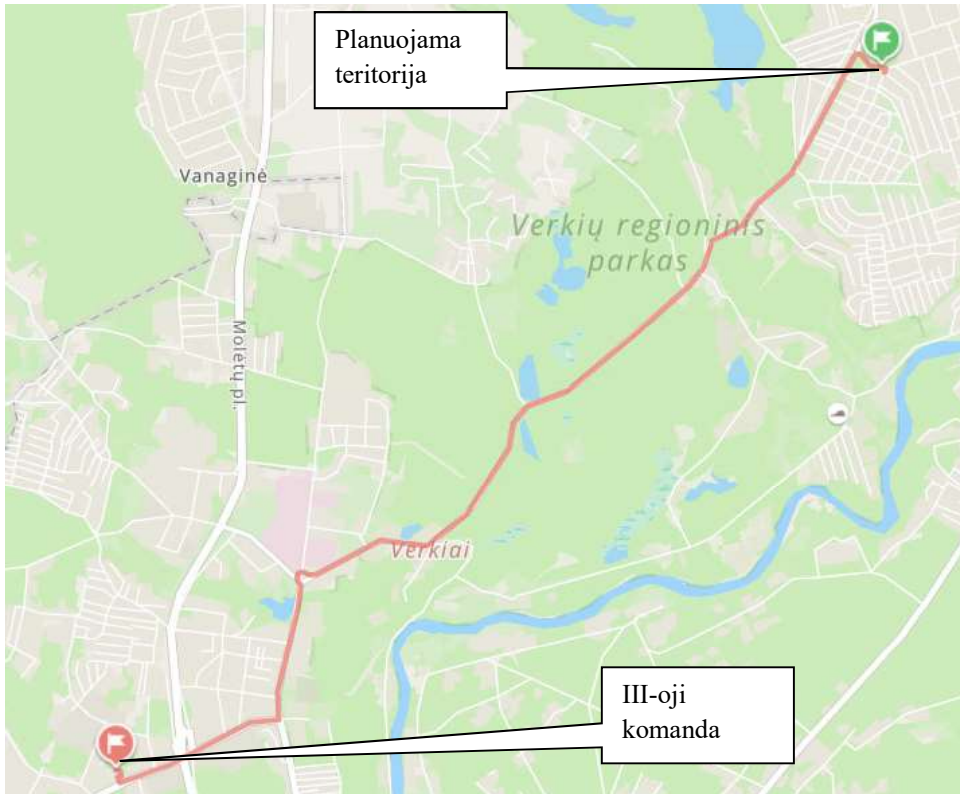 Planuojama
teritorija
Vanaginė
Verkių regioninis
parkas
Molėtų pl.
Verkiai
III-oji
komanda